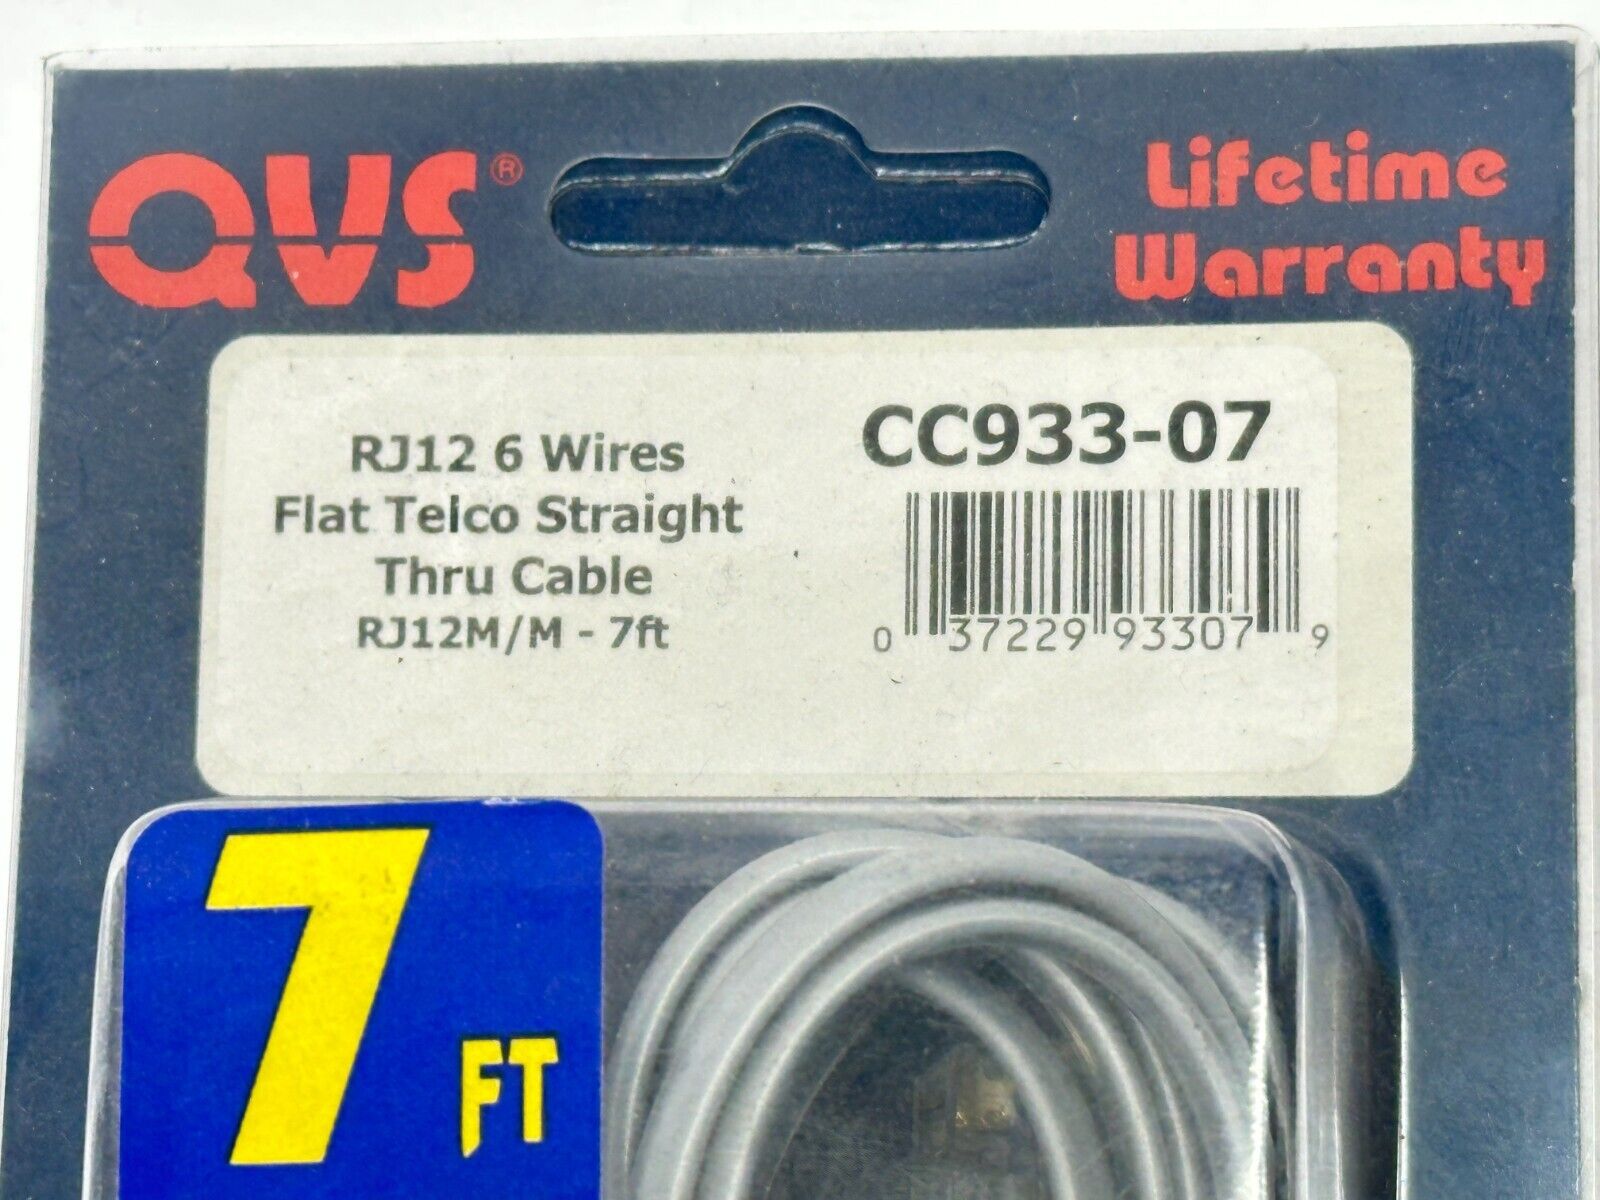 QVS®
Lifetime
Warranty
RJ12 6 Wires
Flat Telco Straight
Thru Cable
RJ12M/M - 7ft
CC933-07
0 37229 93307 9
7 FT